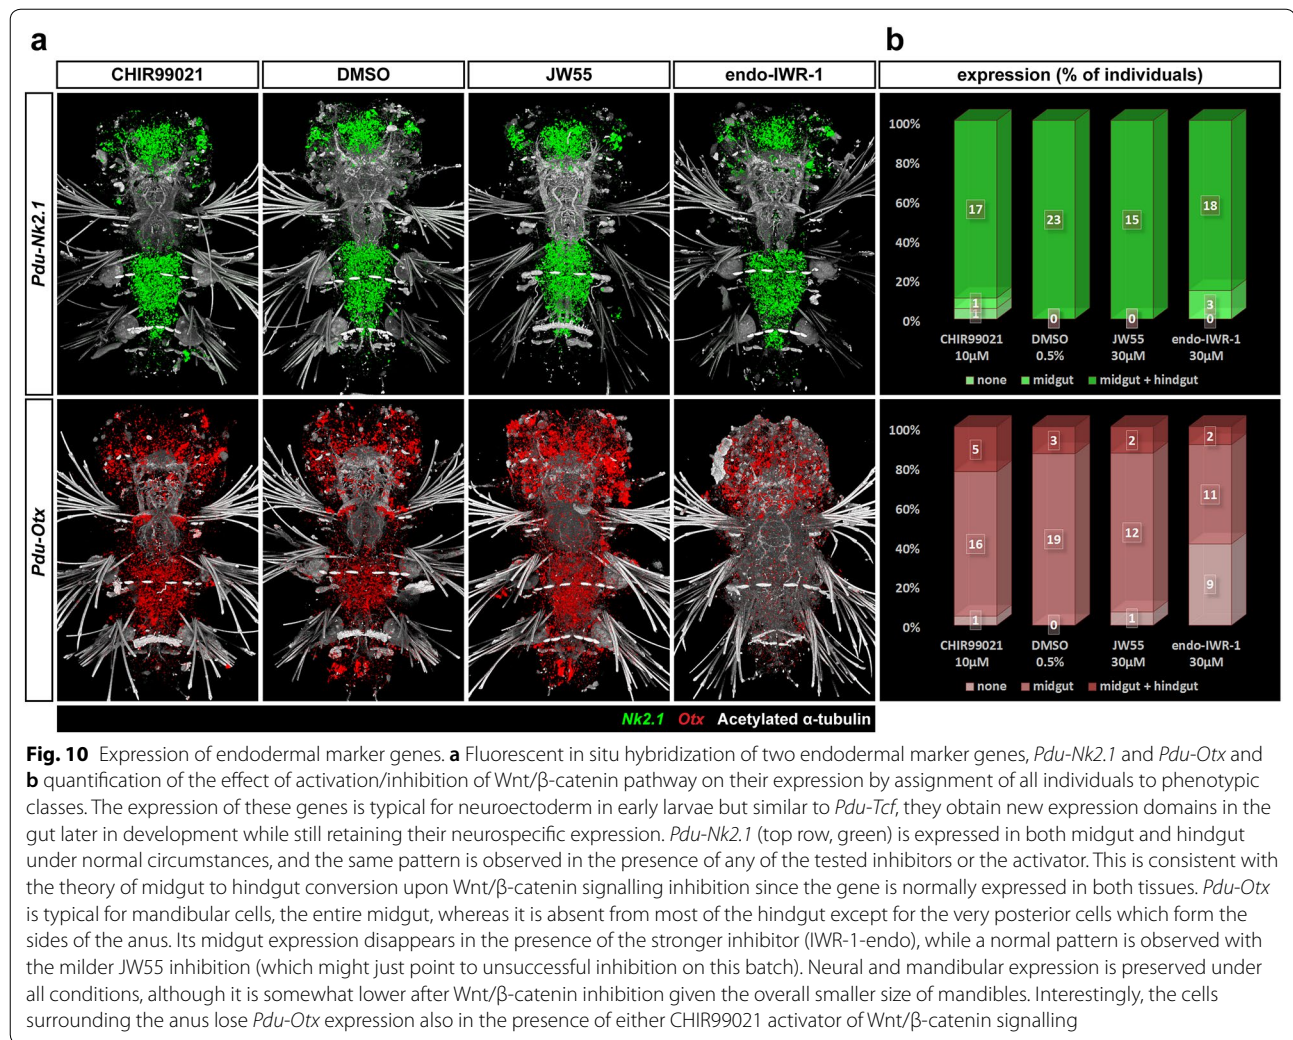 a
b
CHIR99021
DMSO
JW55
endo-IWR-1
expression (% of individuals)
Pdu-Nk2.1
100%
80%
60%
40%
20%
0%
17
1
1
23
0
15
0
18
3
0
CHIR99021
10µM
DMSO
0.5%
JW55
30µM
endo-IWR-1
30µM
none midgut midgut + hindgut
Pdu-Otx
100%
80%
60%
40%
20%
0%
5
16
1
3
19
0
2
12
1
2
11
9
CHIR99021
10µM
DMSO
0.5%
JW55
30µM
endo-IWR-1
30µM
none midgut midgut + hindgut
Nk2.1 Otx Acetylated α-tubulin
Fig. 10 Expression of endodermal marker genes. a Fluorescent in situ hybridization of two endodermal marker genes, Pdu-Nk2.1 and Pdu-Otx and
b quantification of the effect of activation/inhibition of Wnt/β-catenin pathway on their expression by assignment of all individuals to phenotypic
classes. The expression of these genes is typical for neuroectoderm in early larvae but similar to Pdu-Tcf, they obtain new expression domains in the
gut later in development while still retaining their neurospecific expression. Pdu-Nk2.1 (top row, green) is expressed in both midgut and hindgut
under normal circumstances, and the same pattern is observed in the presence of any of the tested inhibitors or the activator. This is consistent with
the theory of midgut to hindgut conversion upon Wnt/β-catenin signalling inhibition since the gene is normally expressed in both tissues. Pdu-Otx
is typical for mandibular cells, the entire midgut, whereas it is absent from most of the hindgut except for the very posterior cells which form the
sides of the anus. Its midgut expression disappears in the presence of the stronger inhibitor (IWR-1-endo), while a normal pattern is observed with
the milder JW55 inhibition (which might just point to unsuccessful inhibition on this batch). Neural and mandibular expression is preserved under
all conditions, although it is somewhat lower after Wnt/β-catenin inhibition given the overall smaller size of mandibles. Interestingly, the cells
surrounding the anus lose Pdu-Otx expression also in the presence of either CHIR99021 activator of Wnt/β-catenin signalling